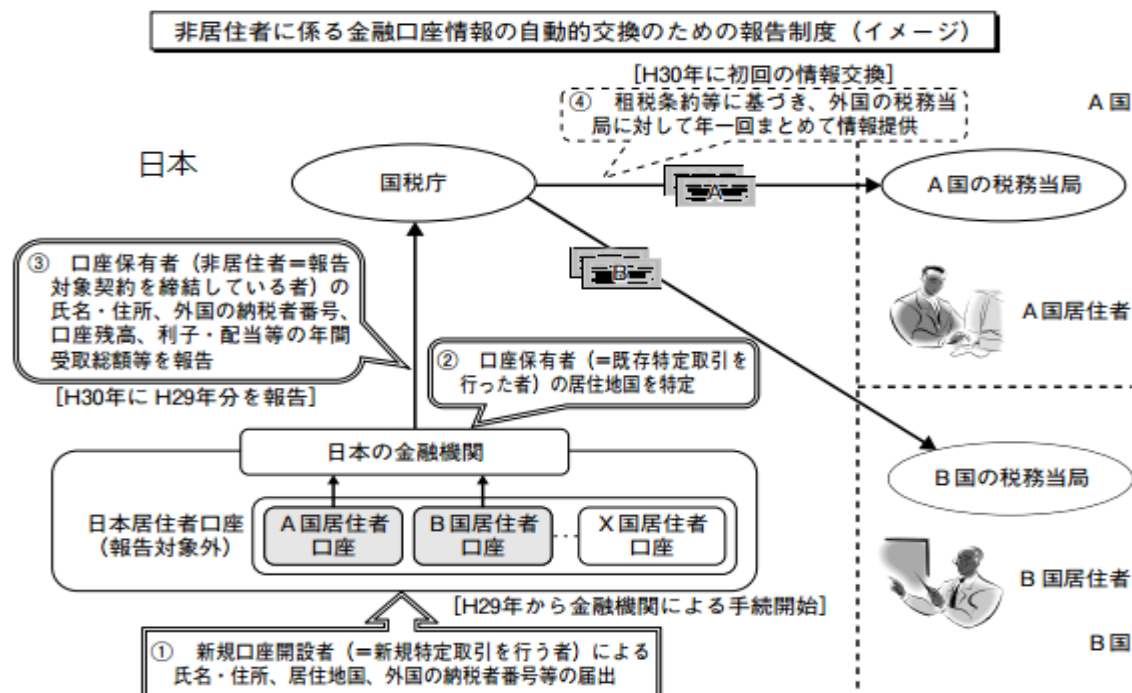 非居住者に係る金融口座情報の自動的交換のための報告制度（イメージ）
[H30年に初回の情報交換]
④ 租税条約等に基づき、外国の税務当
局に対して年一回まとめて情報提供
A国
日本
国税庁
A
A国の税務当局
B
③ 口座保有者（非居住者＝報告
対象契約を締結している者）の
氏名・住所、外国の納税者番号、
口座残高、利子・配当等の年間
受取総額等を報告
[H30年に H29年分を報告]
A国居住者
② 口座保有者（＝既存特定取引を
行った者）の居住地国を特定
日本の金融機関
B国の税務当局
日本居住者口座
（報告対象外）
A国居住者
口座
B国居住者
口座
X国居住者
口座
B国居住者
[H29年から金融機関による手続開始]
B国
① 新規口座開設者（＝新規特定取引を行う者）による
氏名・住所、居住地国、外国の納税者番号等の届出